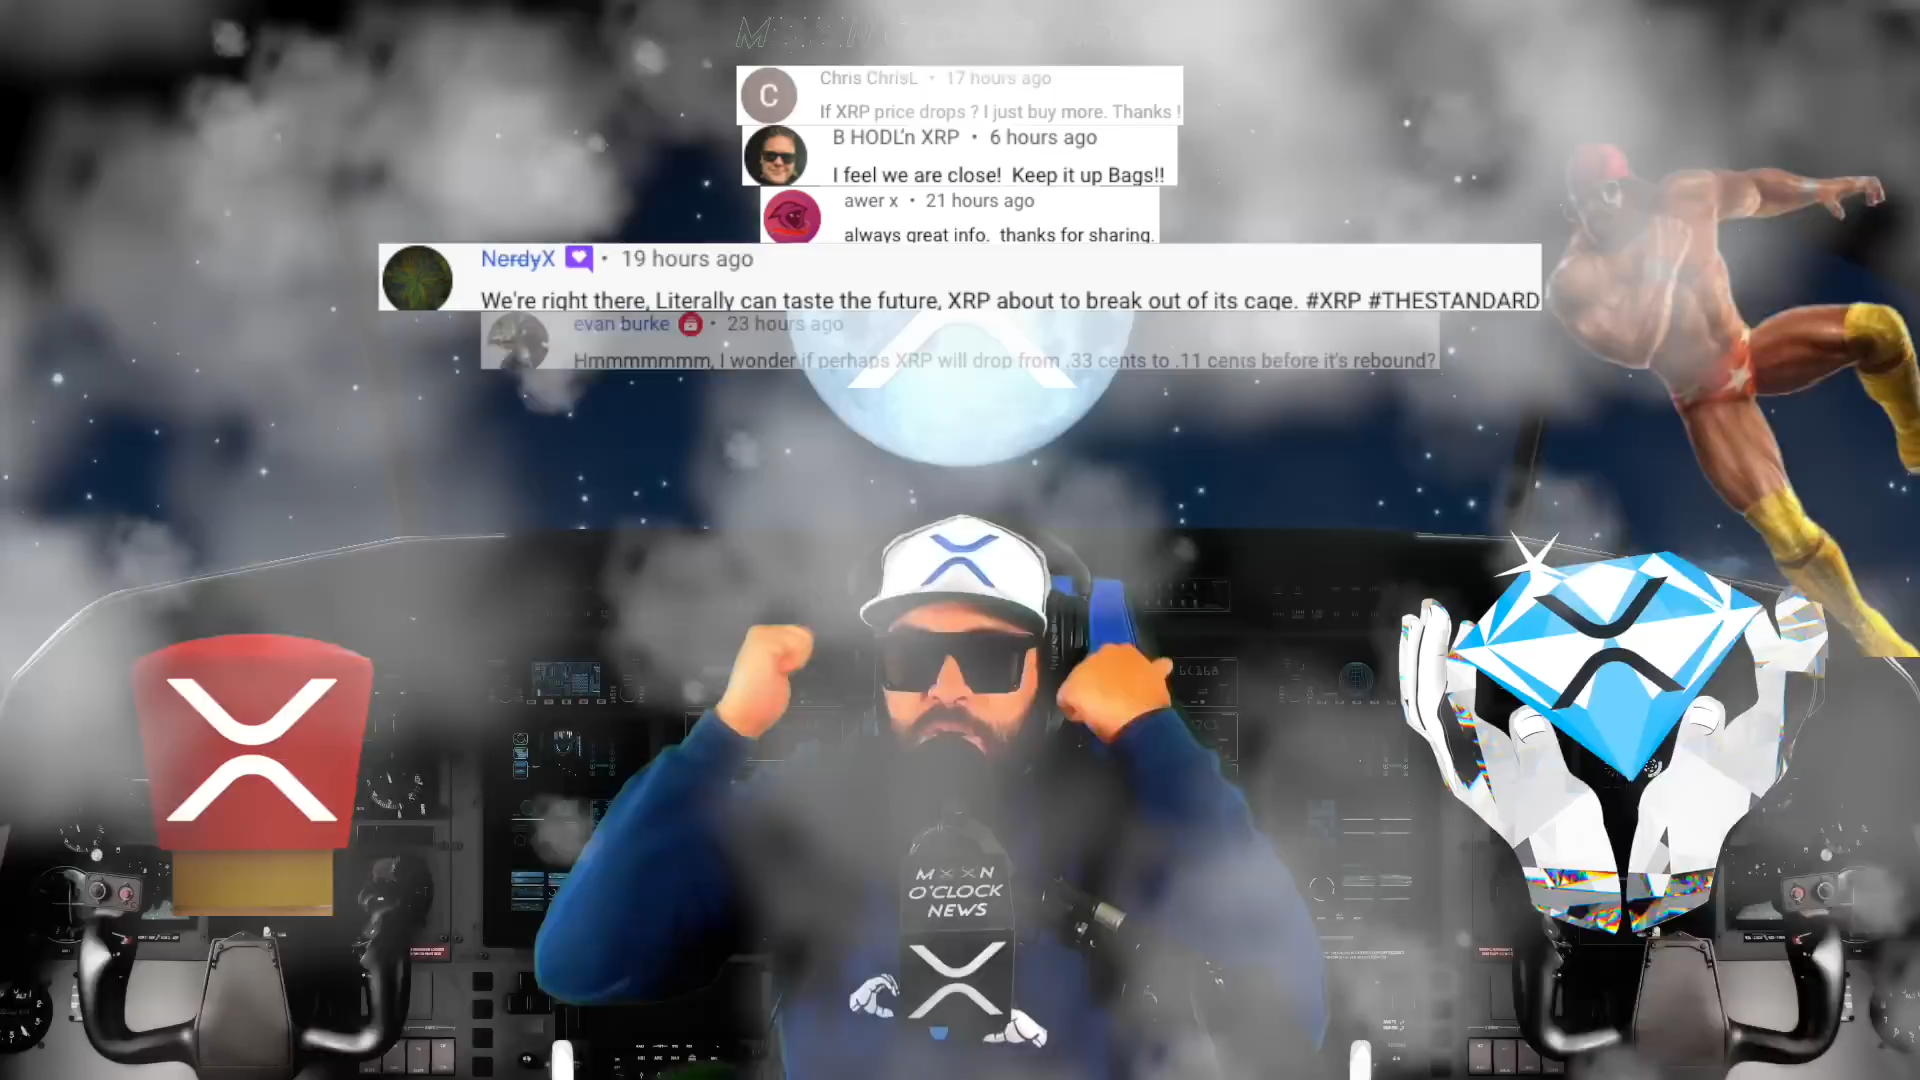 Chris ChrisL • 17 hours ago
C
If XRP price drops ? I just buy more. Thanks !
B HODL'n XRP • 6 hours ago
I feel we are close! Keep it up Bags!!
awer x • 21 hours ago
always great info. thanks for sharing.
NerdyX • 19 hours ago
We're right there, Literally can taste the future, XRP about to break out of its cage. #XRP #THESTANDARD
evan burke • 23 hours ago
Hmmmmmmm, I wonder if perhaps XRP will drop from .33 cents to .11 cents before it's rebound?
MXXN
O'CLOCK
NEWS